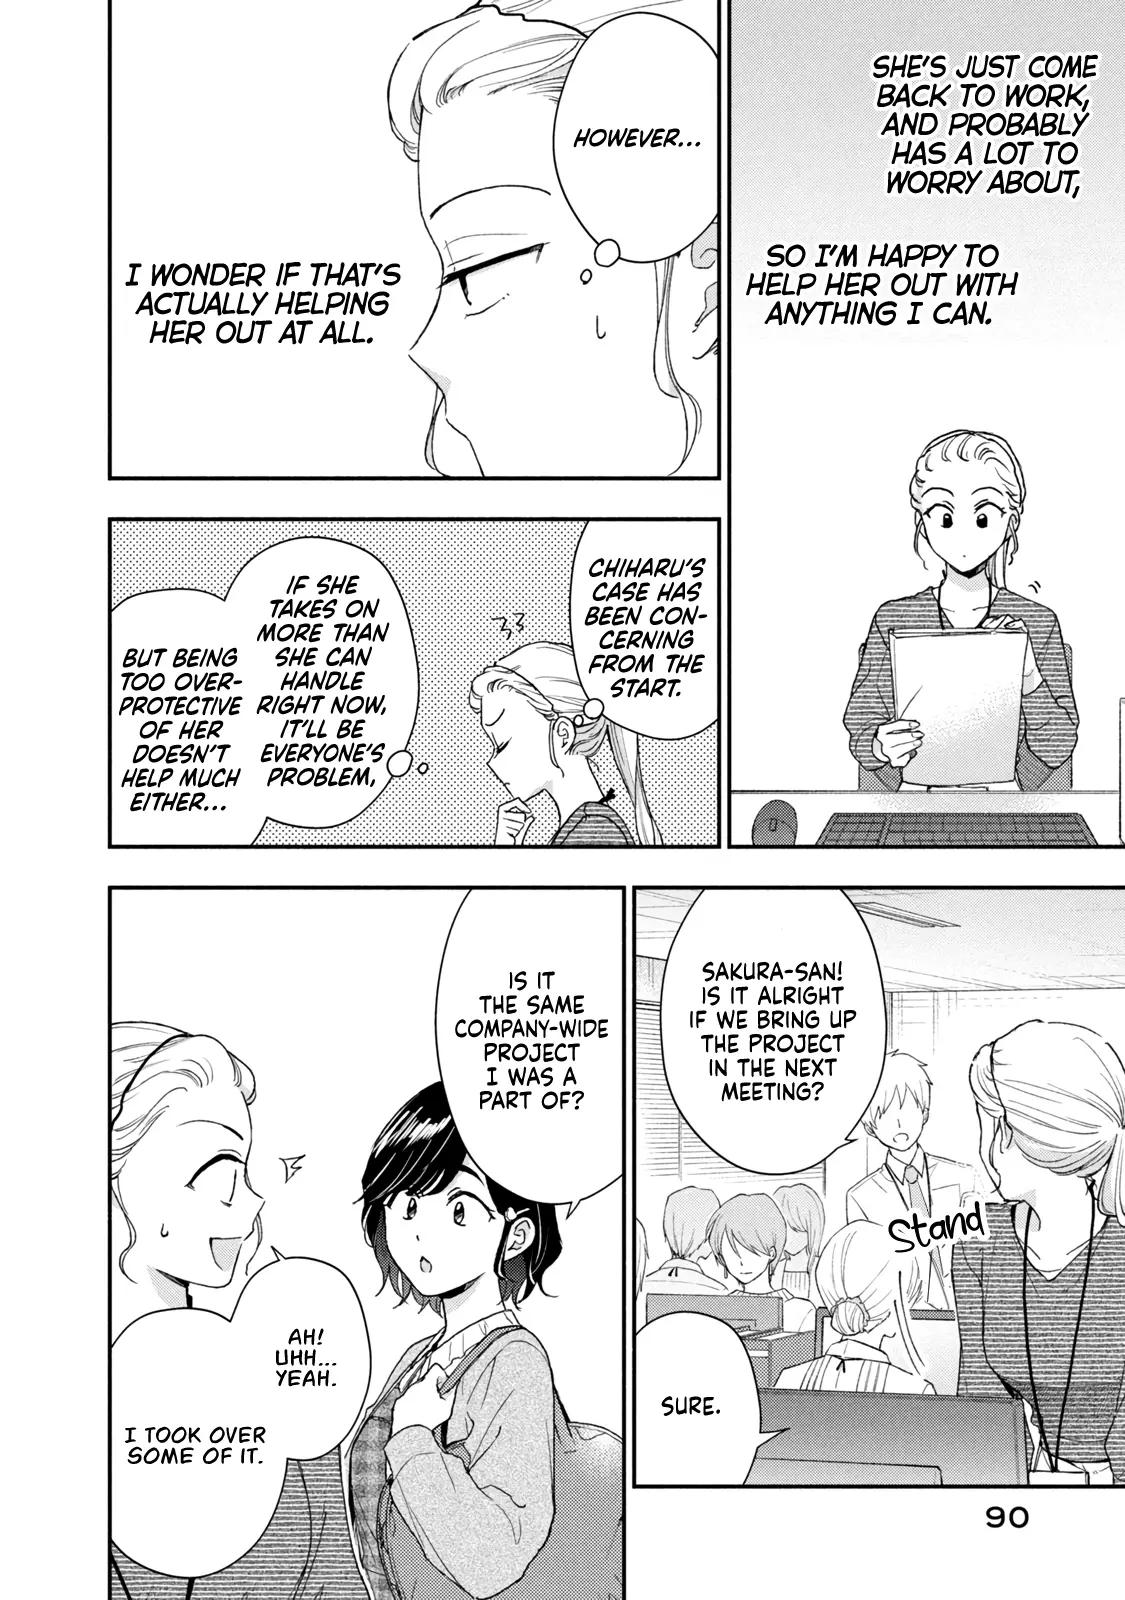 SHE'S JUST COME
BACK TO WORK,
AND PROBABLY
HAS A LOT TO
WORRY ABOUT,
SO I'M HAPPY TO
HELP HER OUT WITH
ANYTHING I CAN.
HOWEVER...
I WONDER IF THAT'S
ACTUALLY HELPING
HER OUT AT ALL.
CHIHARU'S
CASE HAS
BEEN CON-
CERNING
FROM THE
START.
IF SHE
TAKES ON
MORE THAN
SHE CAN
HANDLE
RIGHT NOW,
IT'LL BE
EVERYONE'S
PROBLEM,
BUT BEING
TOO OVER-
PROTECTIVE
OF HER
DOESN'T
HELP MUCH
EITHER...
SAKURA-SAN!
IS IT ALRIGHT
IF WE BRING UP
THE PROJECT
IN THE NEXT
MEETING?
Stand
SURE.
IS IT
THE SAME
COMPANY-WIDE
PROJECT
I WAS A
PART OF?
AH!
UHH...
YEAH.
I TOOK OVER
SOME OF IT.
90